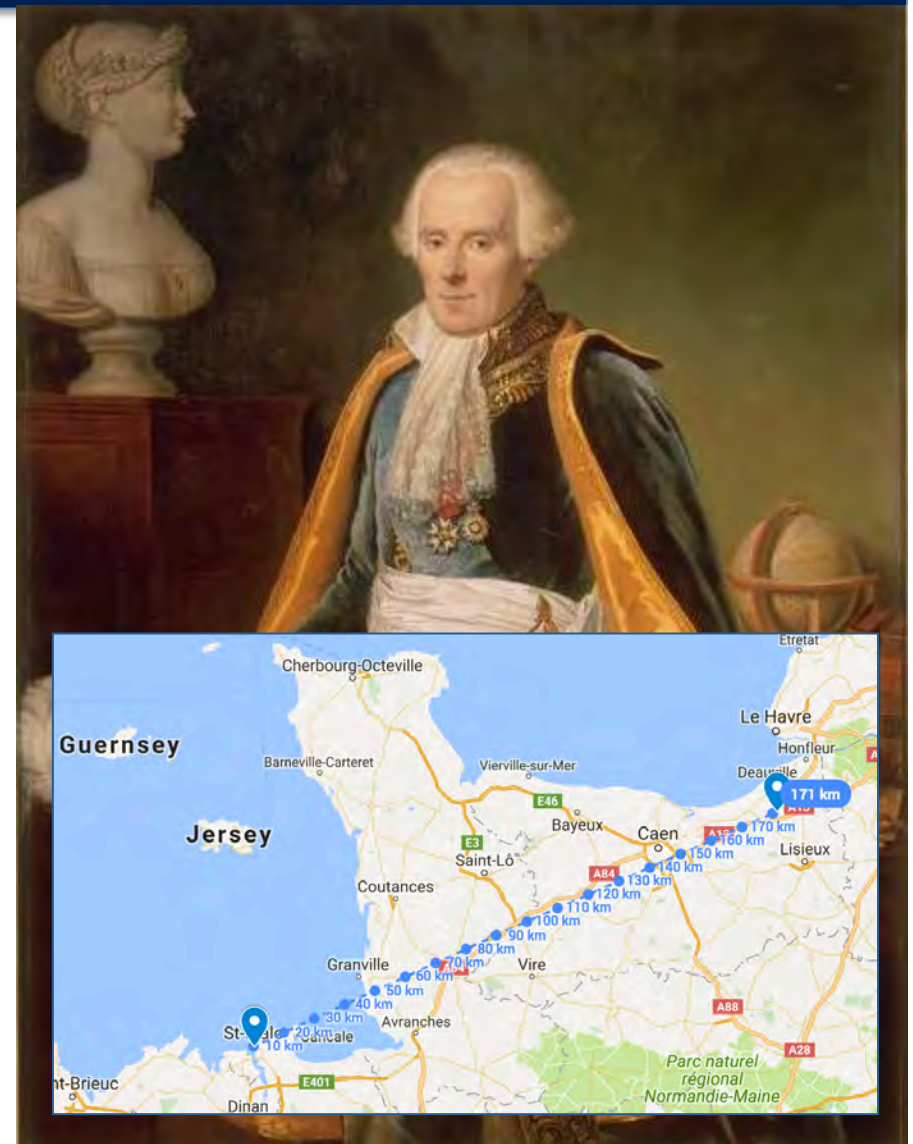 Etretat
Cherbourg-Octeville
Le Havre
Guernsey
Honfleur
Barneville-Carteret
Vierville-sur-Mer
Deauville
A
171 km
E46
A13
Bayeux
170 km
Jersey
Caen
E3
160 km
Lisieux
150 km
Saint-Lô
A84
140 km
130 km
Coutances
120 km
110 km
100 km
90 km
80 km
Granville
70 km
Vire
60 km
50 km
40 km
A88
30 km
Avranches
20 km
10 km
A28
Parc naturel
régional
Normandie-Maine
nt-Brieuc
E401
Dinan